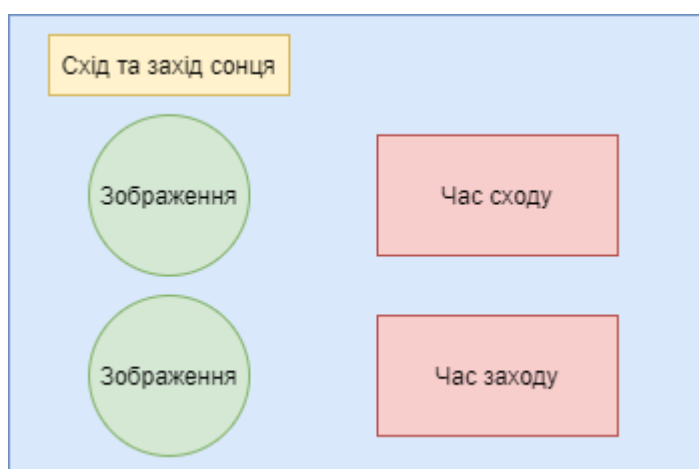 Схід та захід сонця
Зображення
Час сходу
Зображення
Час заходу